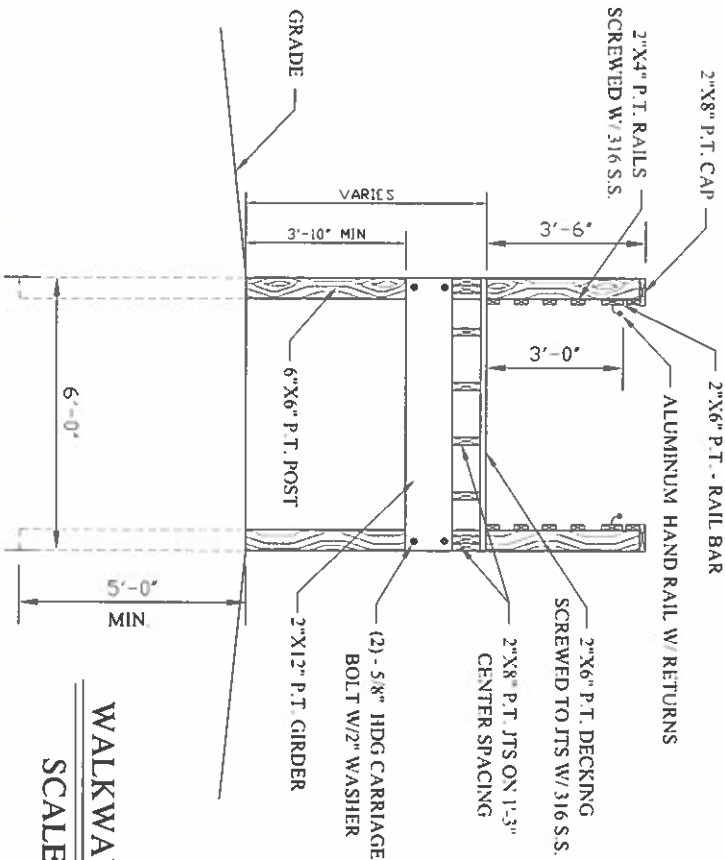 2"X8" P.T. CAP
2"X4" P.T. RAILS
SCREWED W/ 316 S.S.
GRADE
2"X6" P.T. - RAIL BAR
ALUMINUM HAND RAIL W/ RETURNS
3'-6"
3'-0"
VARIES
3'-10" MIN
2"X6" P.T. DECKING
SCREWED TO JTS W/ 316 S.S.
2"X8" P.T. JTS ON 1'-3"
CENTER SPACING
(2) - 5/8" HDG CARRIAGE
BOLT W/2" WASHER
2"X12" P.T. GIRDER
6"X6" P.T. POST
6'-0"
5'-0"
MIN.
WALKWA
SCALE